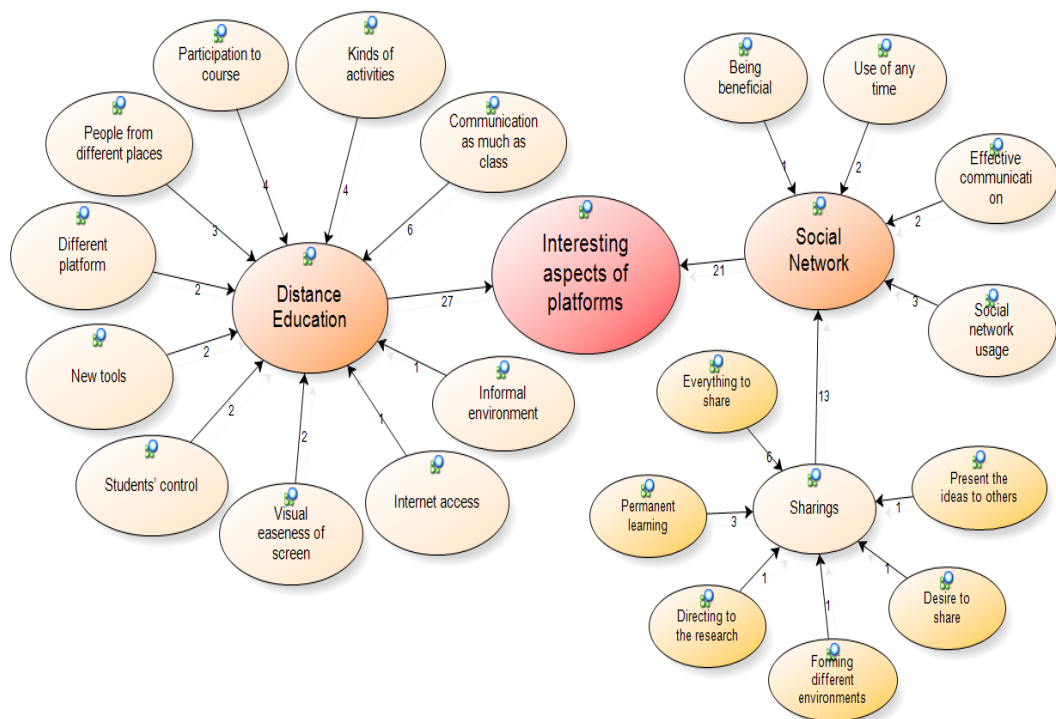 Participation to
course
Kinds of
activities
Communication
as much as
class
People from
different places
Different
platform
New tools
Students' control
Visual
easeness of
screen
Internet access
Informal
environment
Distance
Education
4
4
6
3
2
2
2
2
1
1
27
Interesting
aspects of
platforms
21
Social
Network
Being
beneficial
Use of any
time
Effective
communicati
on
Social
network
usage
1
2
2
3
13
Sharings
Everything to
share
Permanent
learning
Directing to
the research
Forming
different
environments
Desire to
share
Present the
ideas to others
6
3
1
1
1
1